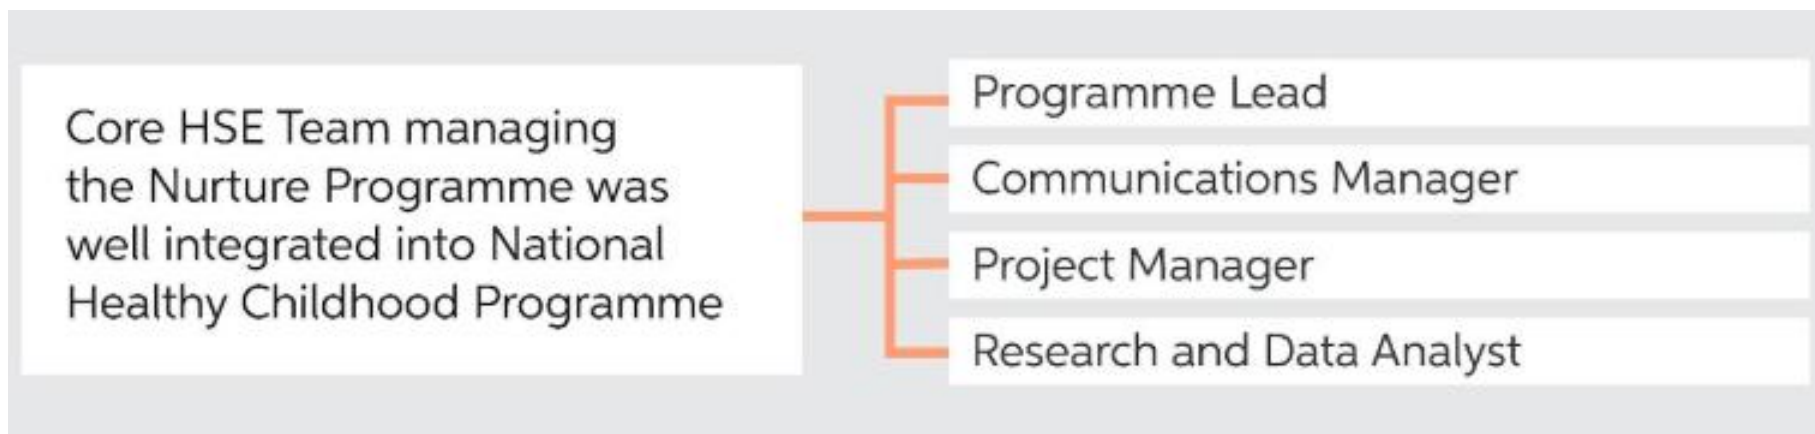 Core HSE Team managing
the Nurture Programme was
well integrated into National
Healthy Childhood Programme
Programme Lead
Communications Manager
Project Manager
Research and Data Analyst